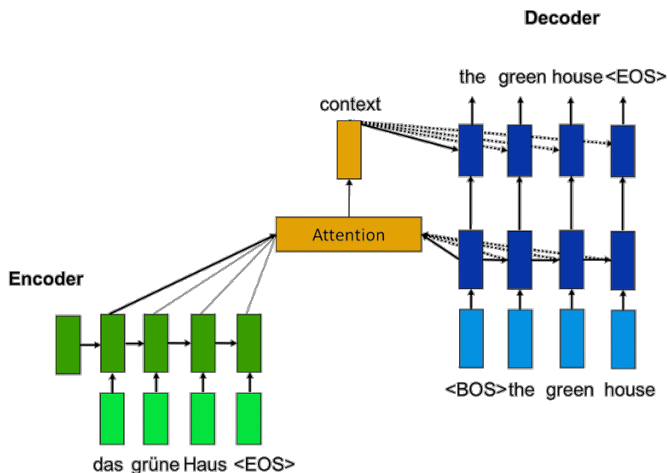 Decoder
the green house <EOS>
context
Attention
Encoder
<BOS> the green house
das grüne Haus <EOS>